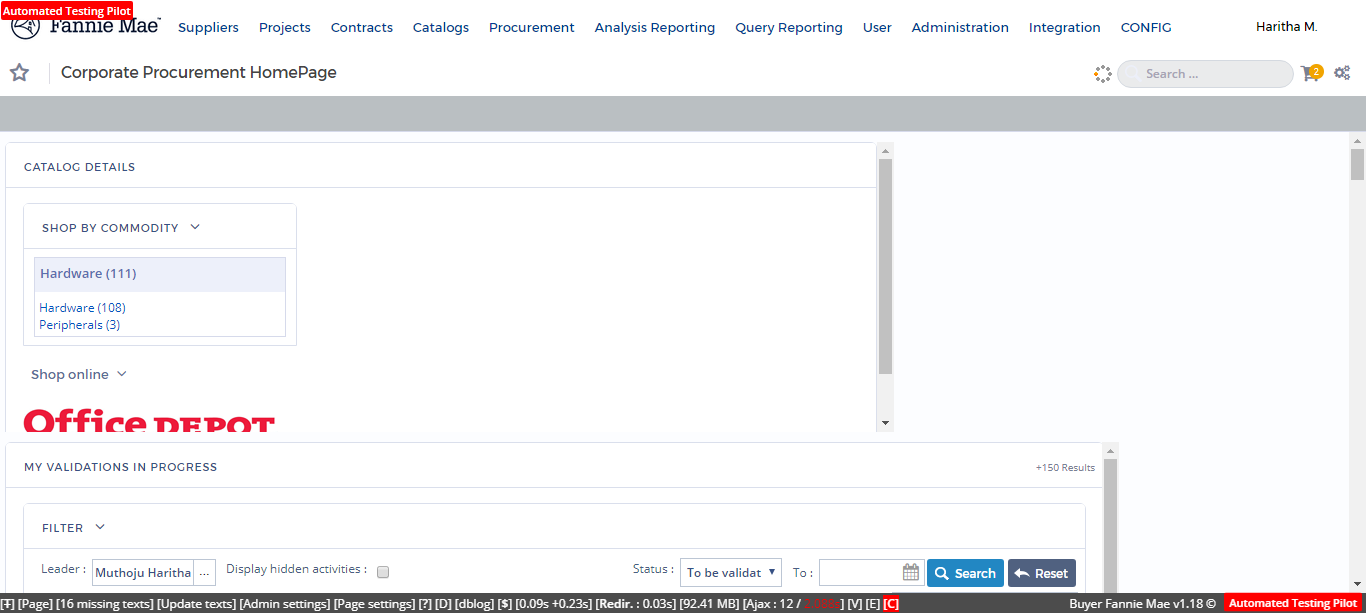 Automated Testing Pilot
Fannie Mae™ Suppliers Projects Contracts Catalogs Procurement Analysis Reporting Query Reporting User Administration Integration CONFIG Haritha M.
Corporate Procurement HomePage Search ... 2
CATALOG DETAILS
SHOP BY COMMODITY
Hardware (111)
Hardware (108)
Peripherals (3)
Shop online
Office DEPOT
MY VALIDATIONS IN PROGRESS +150 Results
FILTER
Leader : Muthoju Haritha ... Display hidden activities : Status : To be validat To : Search Reset
[Ŧ] [Page] [16 missing texts] [Update texts] [Admin settings] [Page settings] [?] [D] [dblog] [$] [0.09s +0.23s] [Redir. : 0.03s] [92.41 MB] [Ajax : 12 / ] [V] [E] [C] Buyer Fannie Mae v1.18 © Automated Testing Pilot